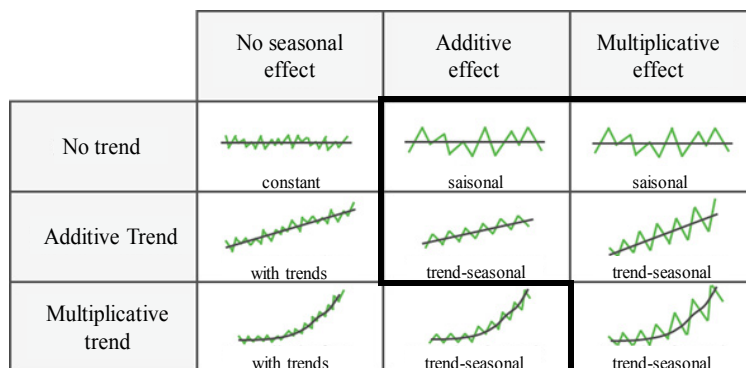 No seasonal
effect
Additive
effect
Multiplicative
effect
No trend
constant
saisonal
saisonal
Additive Trend
with trends
trend-seasonal
trend-seasonal
Multiplicative
trend
with trends
trend-seasonal
trend-seasonal